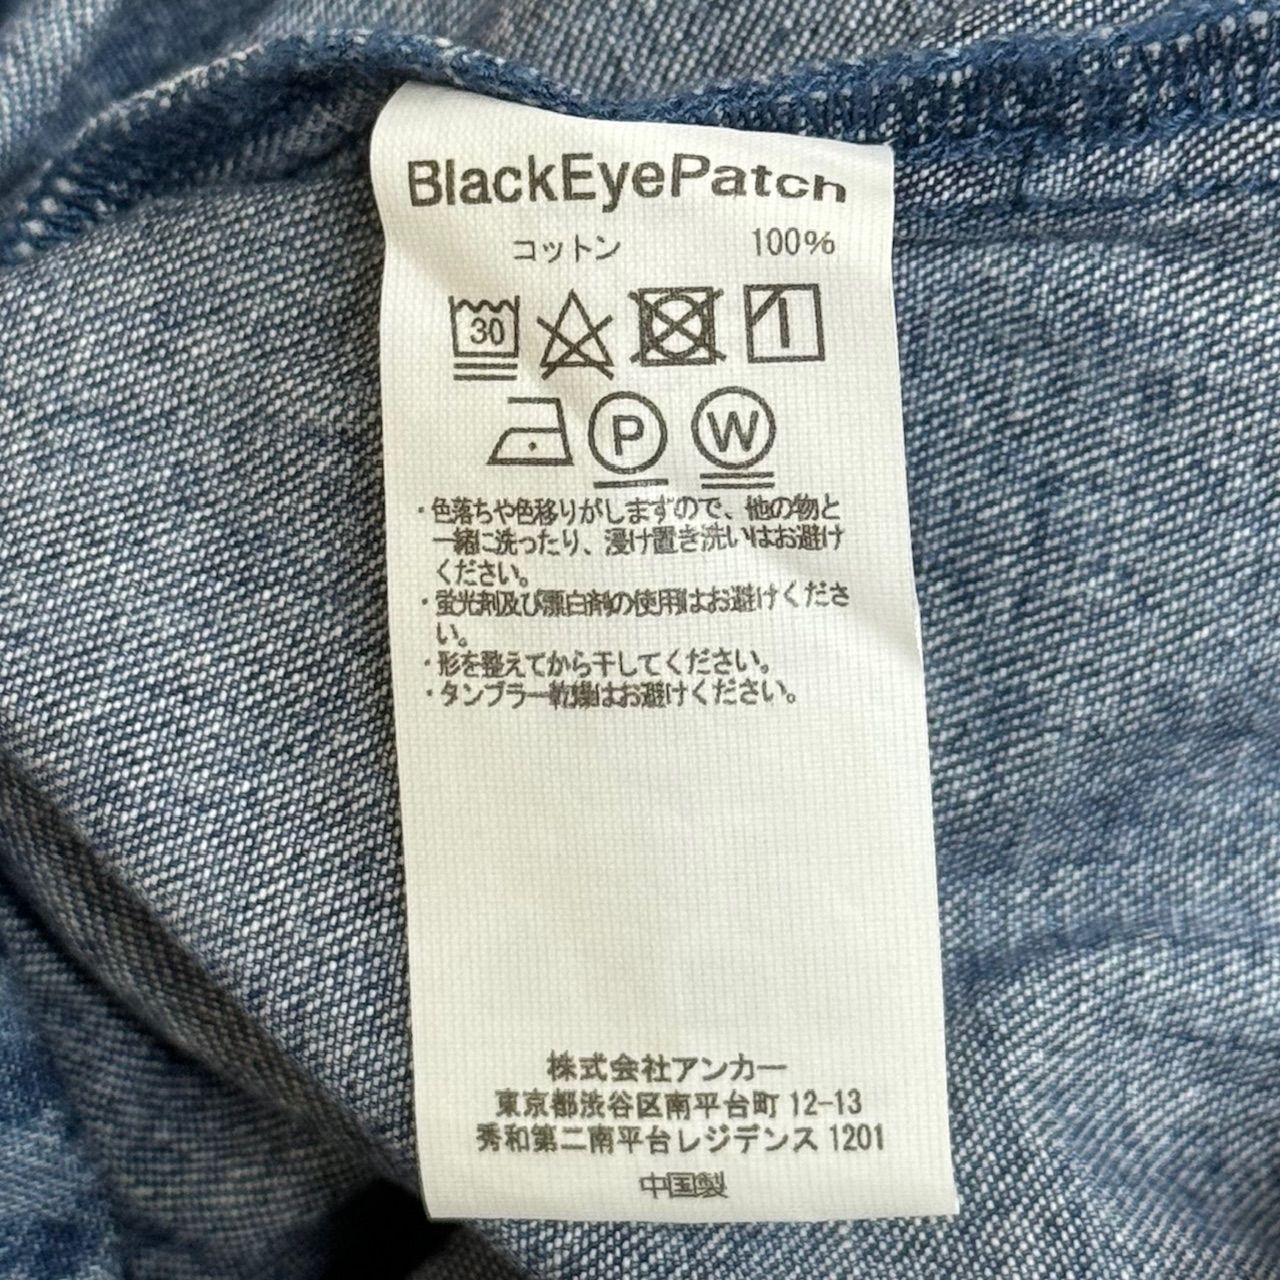 BlackEyePatch
コットン 100%
30
P W
・色落ちや色移りがしますので、他の物と
一緒に洗ったり、浸け置き洗いはお避け
ください。
・蛍光剤及び漂白剤の使用はお避けくださ
い。
・形を整えてから干してください。
・タンブラー乾燥はお避けください。
株式会社アンカー
東京都渋谷区南平台町 12-13
秀和第二南平台レジデンス 1201
中国製